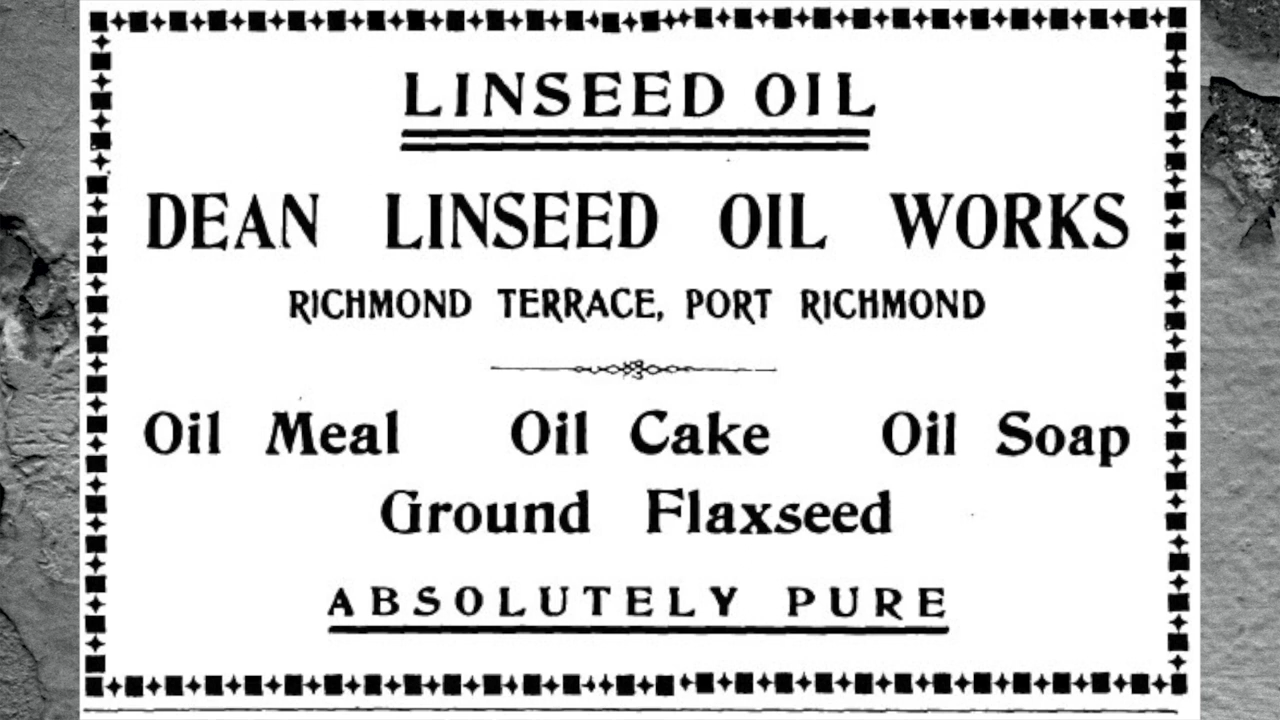 LINSEED OIL
DEAN LINSEED OIL WORKS
RICHMOND TERRACE, PORT RICHMOND
Oil Meal Oil Cake Oil Soap
Ground Flaxseed
ABSOLUTELY PURE